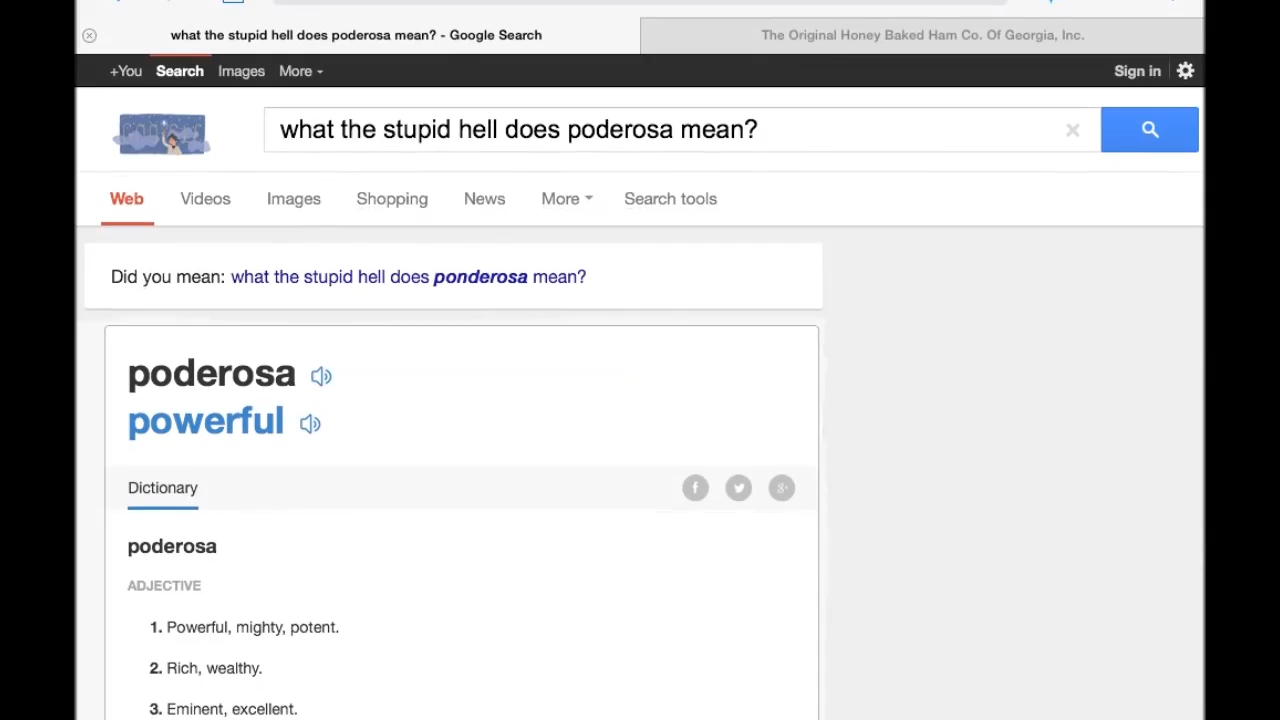 what the stupid hell does poderosa mean? - Google Search
The Original Honey Baked Ham Co. Of Georgia, Inc.
+You Search Images More Sign in
what the stupid hell does poderosa mean?
Web Videos Images Shopping News More Search tools
Did you mean: what the stupid hell does ponderosa mean?
poderosa
powerful
Dictionary
poderosa
ADJECTIVE
1. Powerful, mighty, potent.
2. Rich, wealthy.
3. Eminent, excellent.